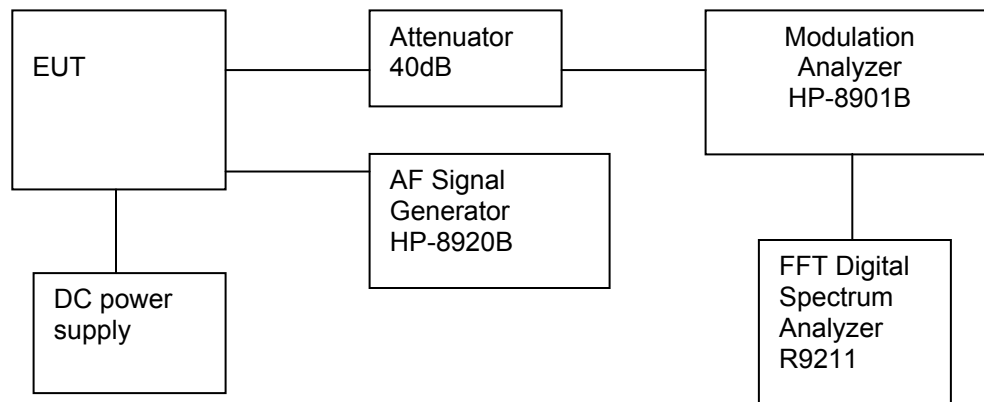 EUT
Attenuator
40dB
Modulation
Analyzer
HP-8901B
AF Signal
Generator
HP-8920B
DC power
supply
FFT Digital
Spectrum
Analyzer
R9211